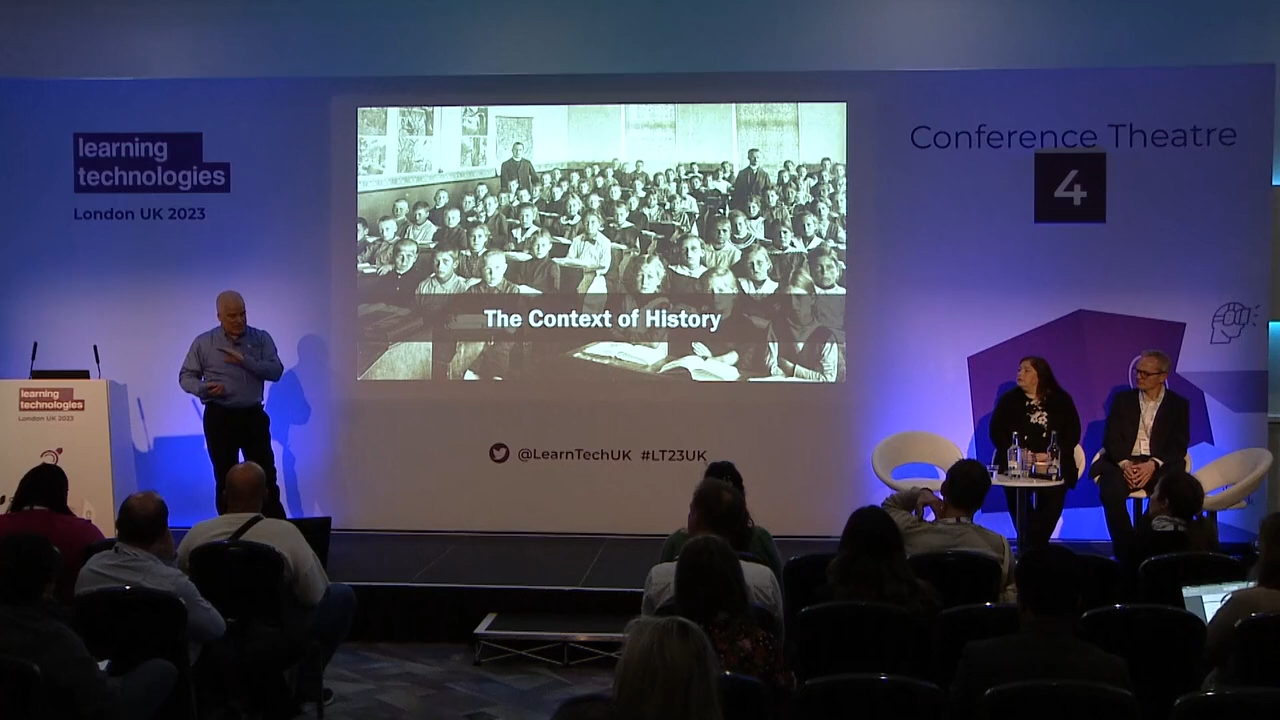 learning
technologies
London UK 2023
Conference Theatre
4
The Context of History
learning
technologies
London UK 2023
@LearnTechUK #LT23UK